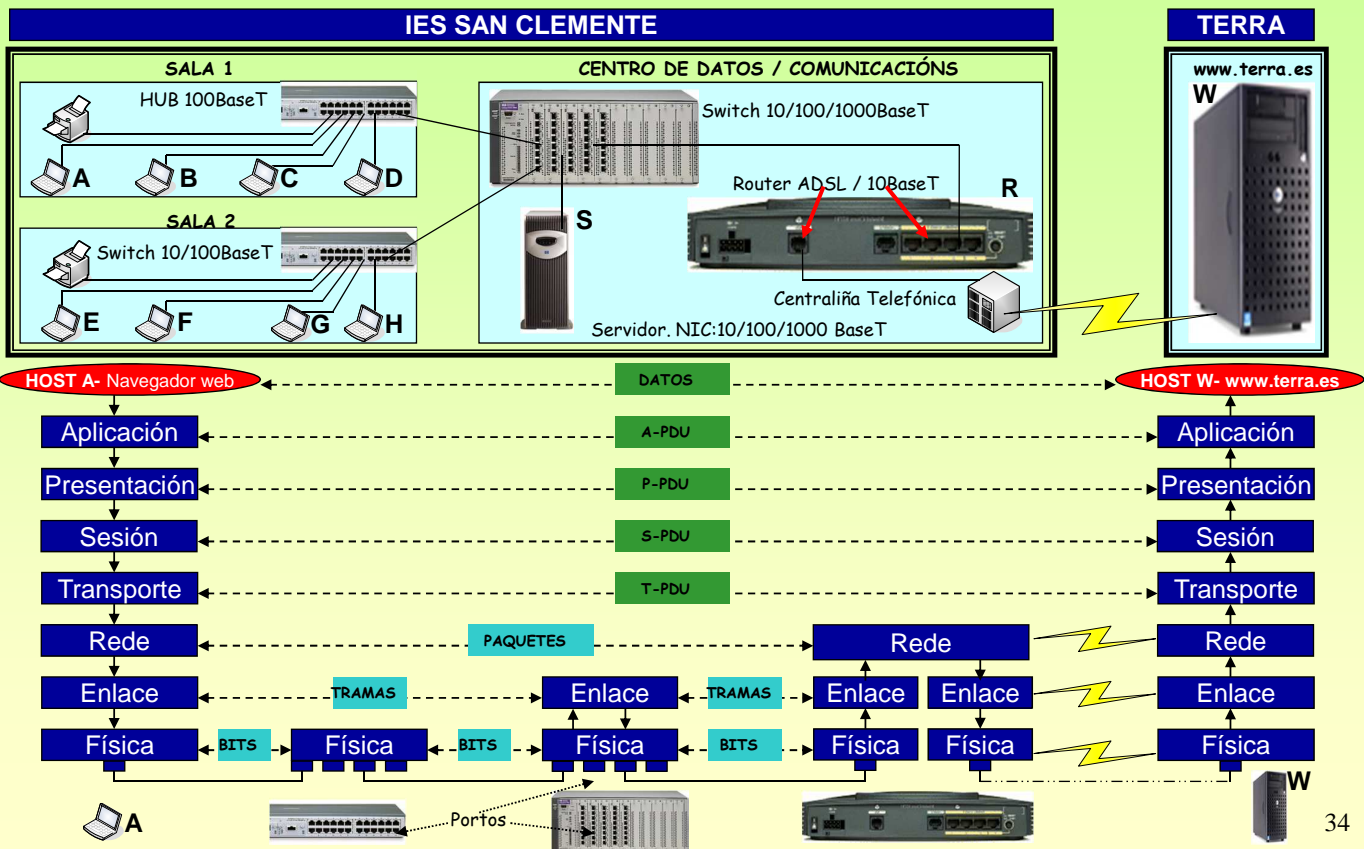 IES SAN CLEMENTE
TERRA
SALA 1
HUB 100BaseT
A
B
C
D
SALA 2
Switch 10/100BaseT
E
F
G
H
CENTRO DE DATOS / COMUNICACIÓNS
Switch 10/100/1000BaseT
S
Router ADSL / 10BaseT
R
Centraliña Telefónica
Servidor. NIC:10/100/1000 BaseT
www.terra.es
W
HOST A- Navegador web
DATOS
HOST W- www.terra.es
Aplicación
A-PDU
Aplicación
Presentación
P-PDU
Presentación
Sesión
S-PDU
Sesión
Transporte
T-PDU
Transporte
Rede
PAQUETES
Rede
Rede
Enlace
TRAMAS
Enlace
TRAMAS
Enlace
Enlace
Enlace
Física
BITS
Física
BITS
Física
BITS
Física
Física
Física
A
Portos
W
34